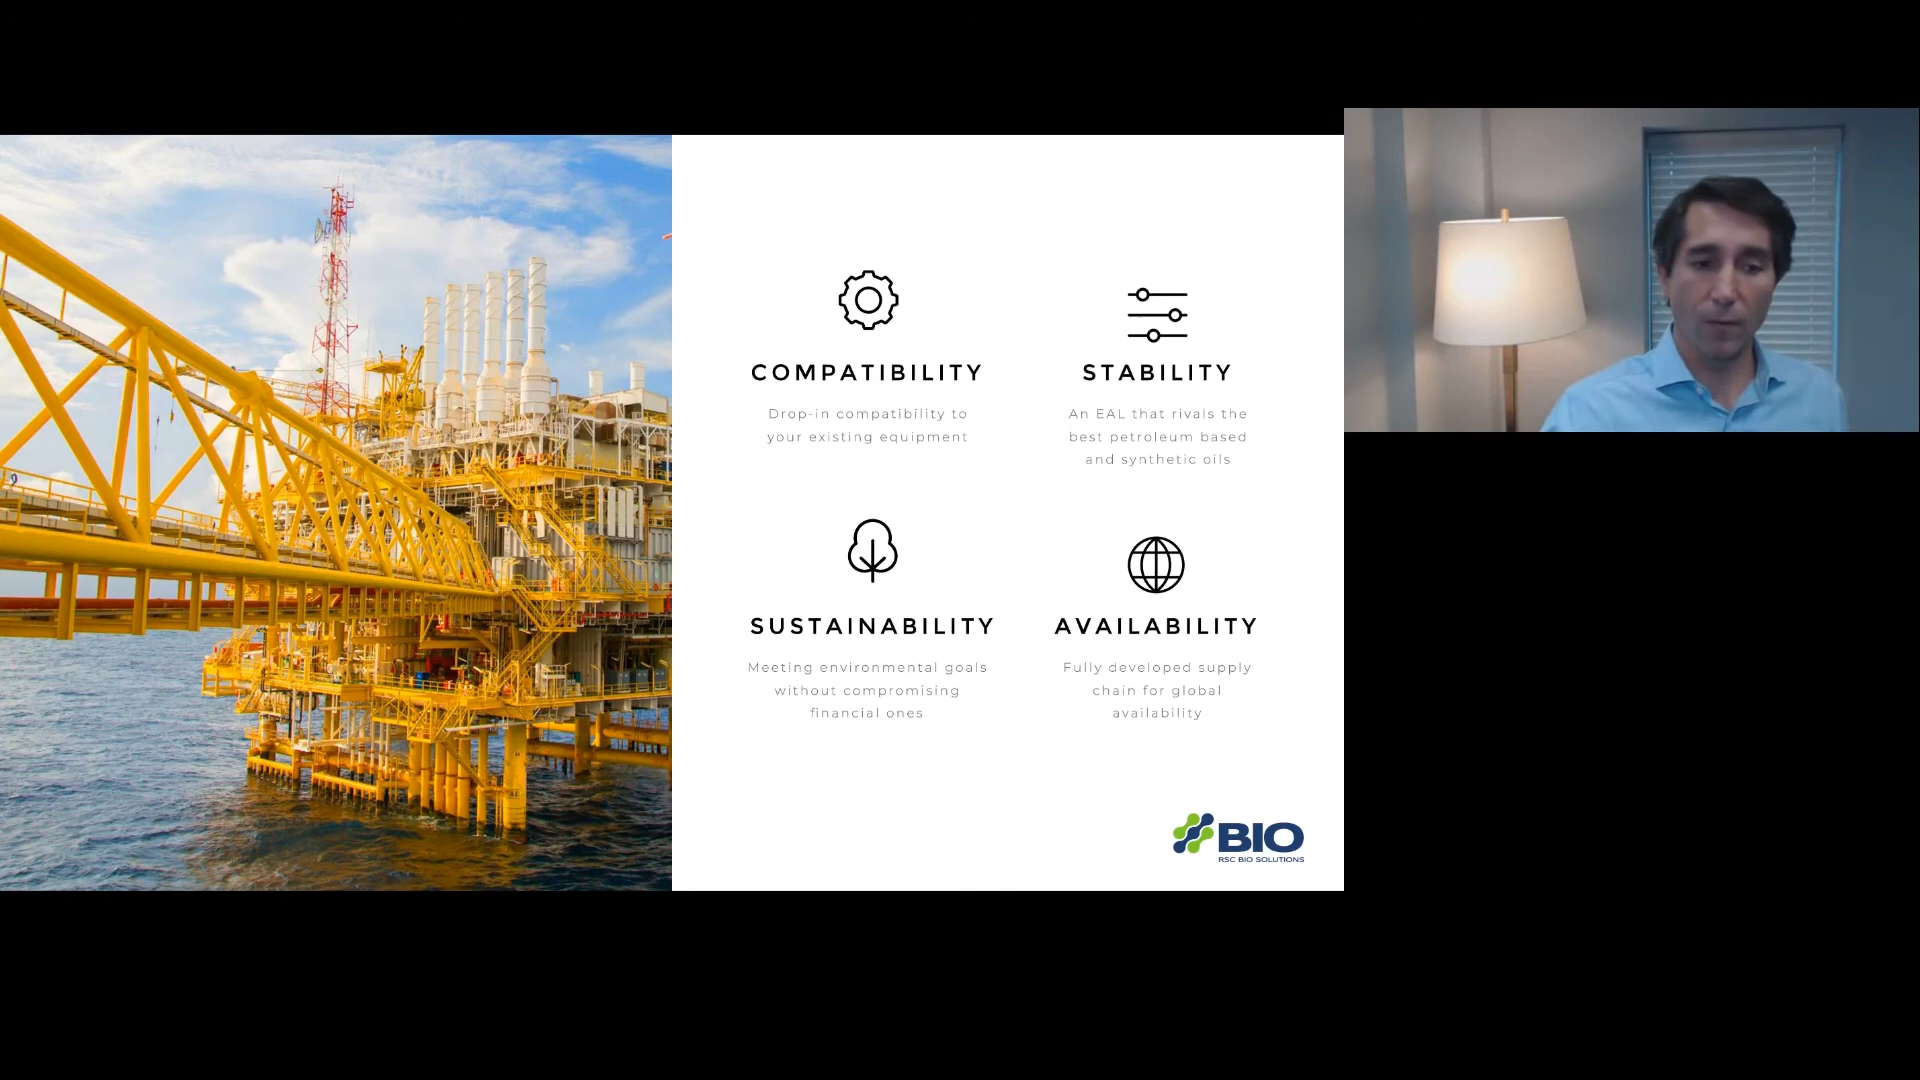 COMPATIBILITY
Drop-in compatibility to
your existing equipment
STABILITY
An EAL that rivals the
best petroleum based
and synthetic oils
SUSTAINABILITY
Meeting environmental goals
without compromising
financial ones
AVAILABILITY
Fully developed supply
chain for global
availability
BIO
RSC BIO SOLUTIONS